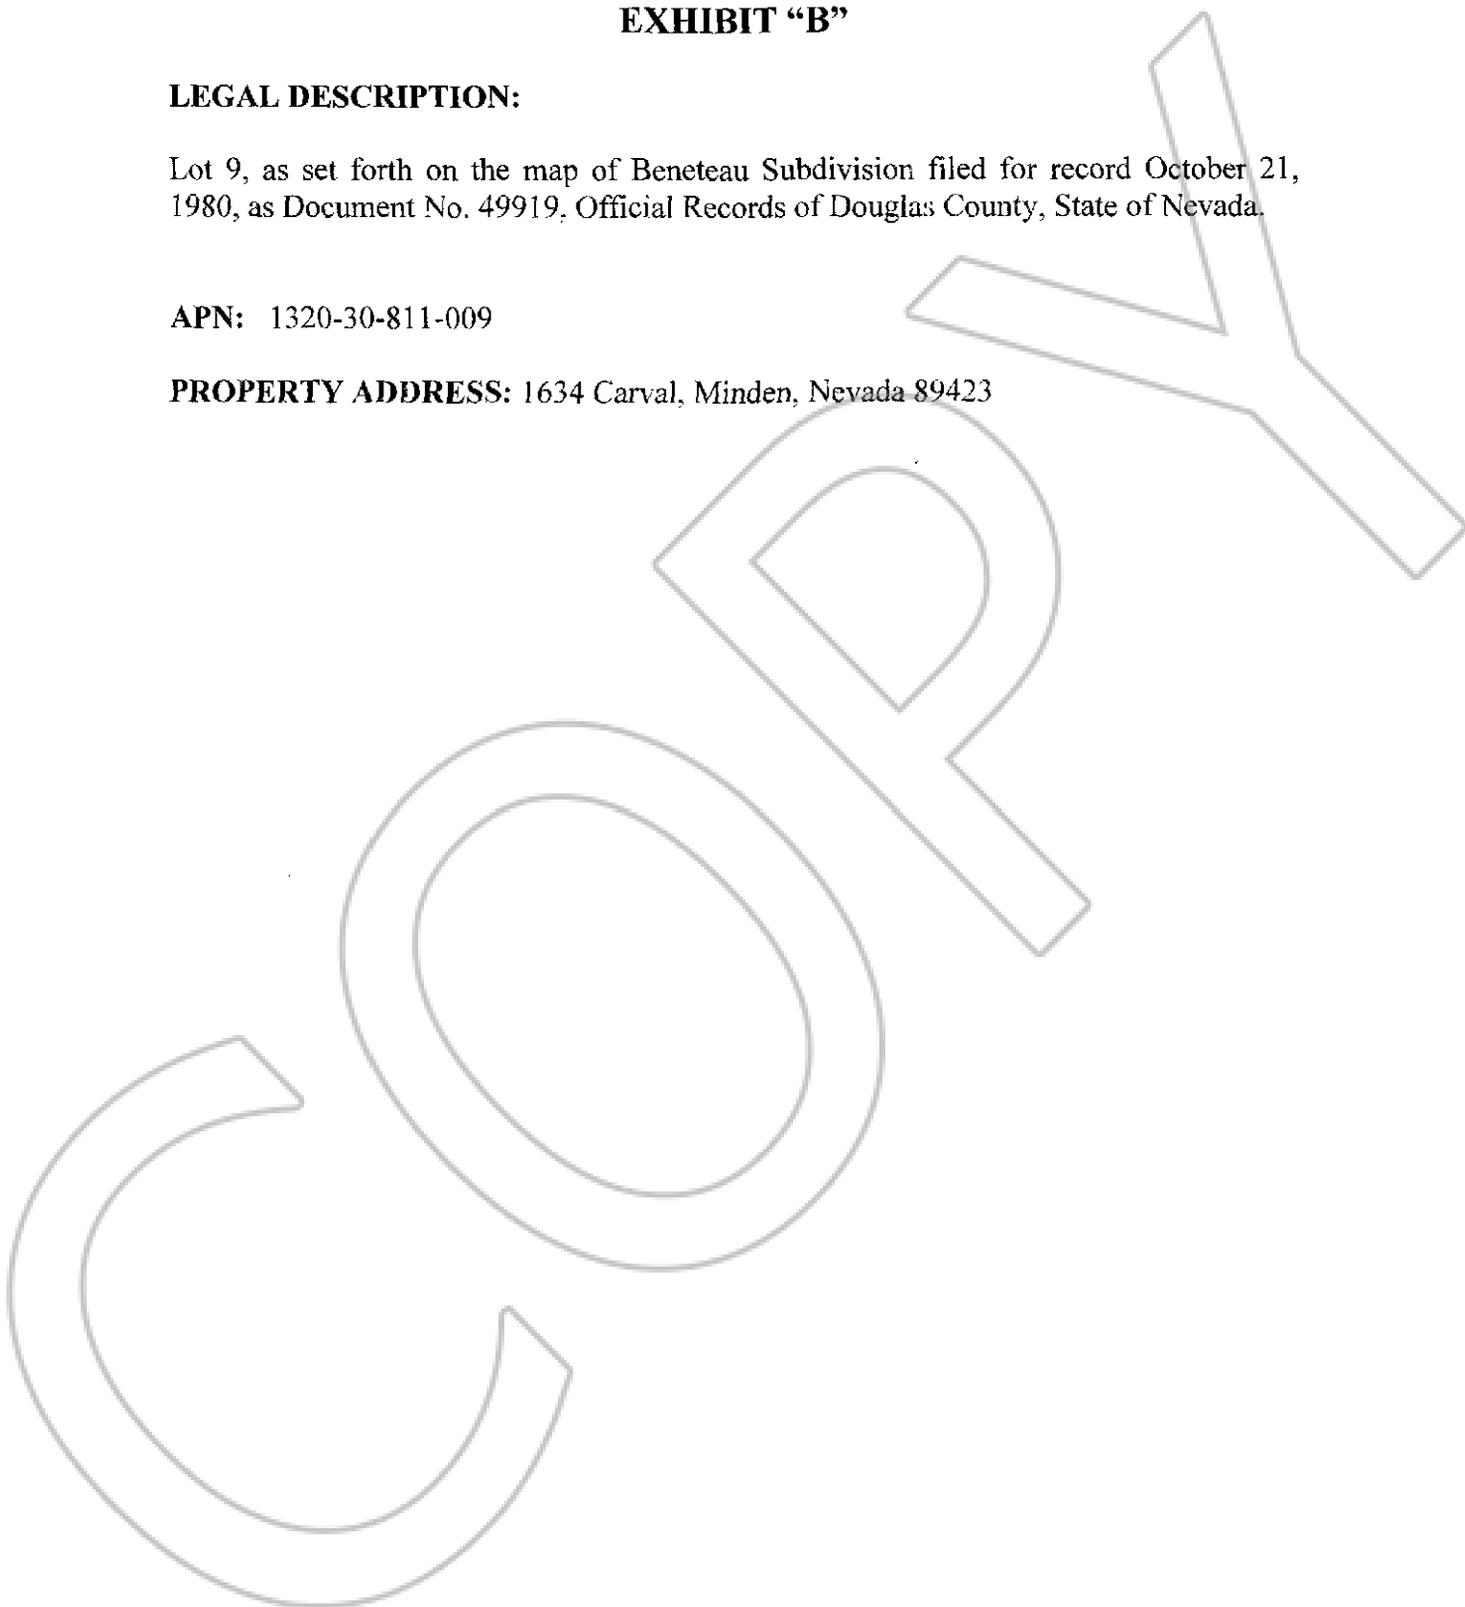 EXHIBIT “B”
LEGAL DESCRIPTION:
Lot 9, as set forth on the map of Beneteau Subdivision filed for record October 21,
1980, as Document No. 49919, Official Records of Douglas County, State of Nevada.
APN: 1320-30-811-009
PROPERTY ADDRESS: 1634 Carval, Minden, Nevada 89423
COPY